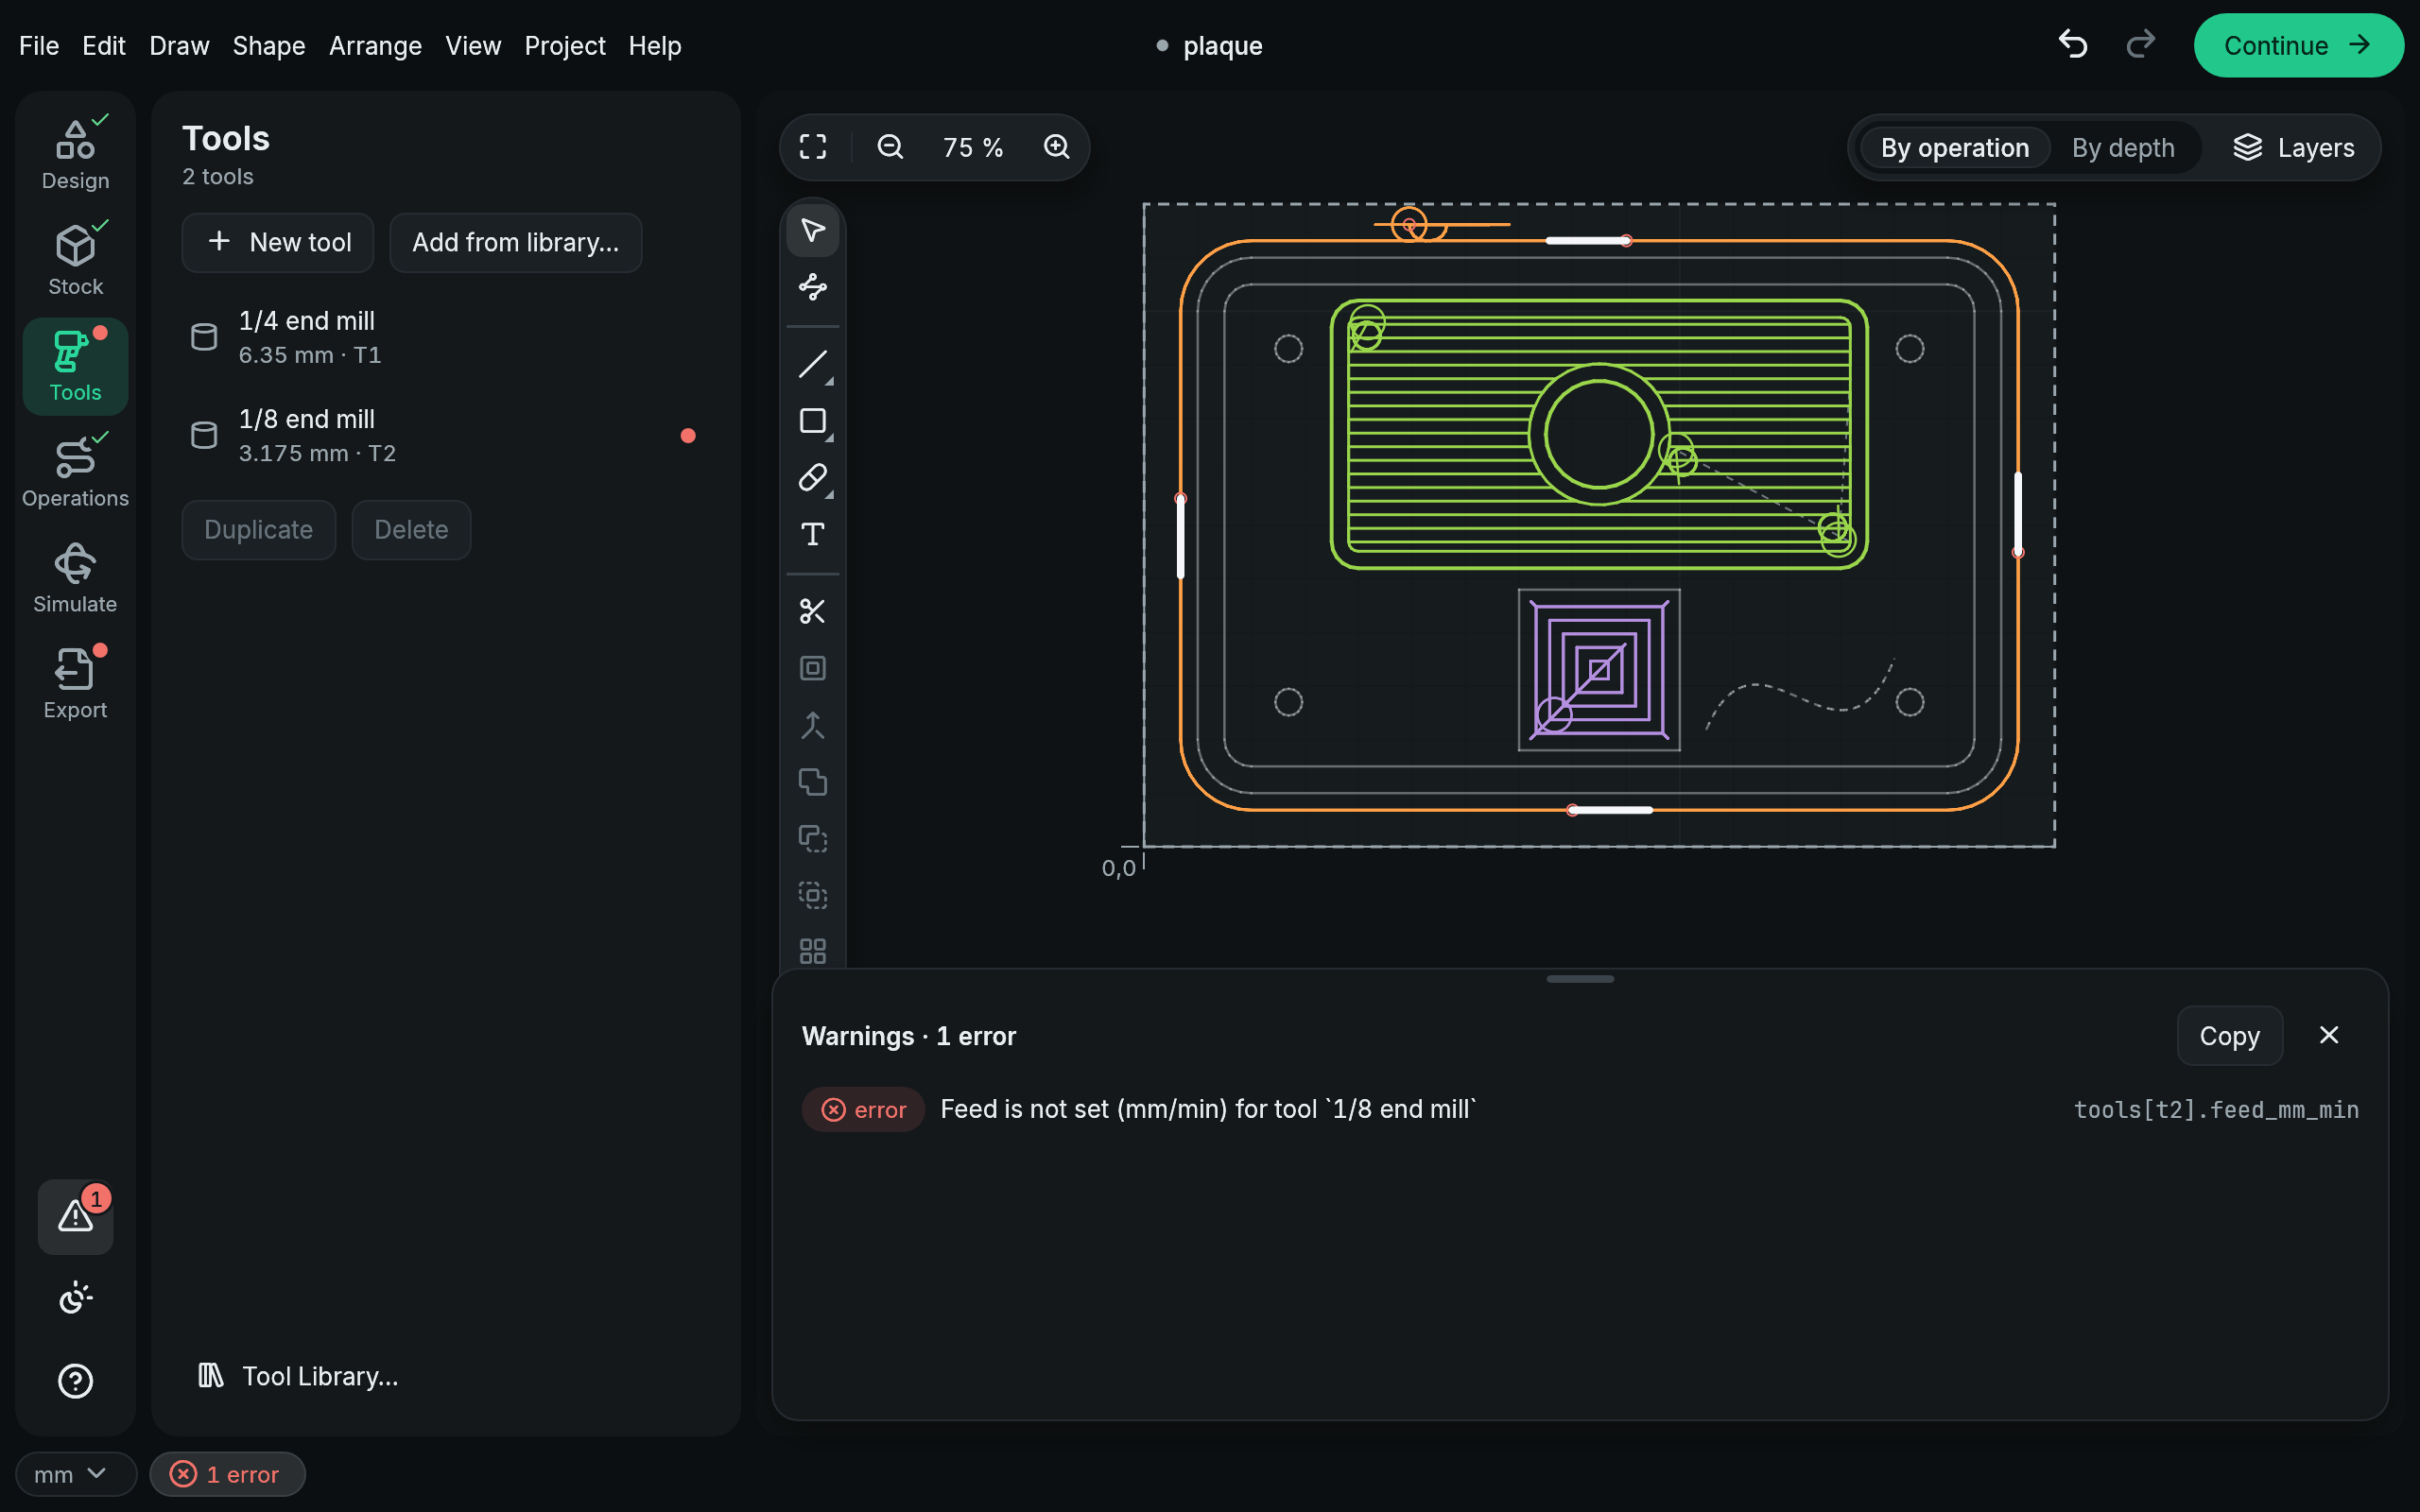 File Edit Draw Shape Arrange View Project Help
plaque
Continue
Design
Stock
Tools
Operations
Simulate
Export
1
Tools
2 tools
New tool
Add from library...
1/4 end mill
6.35 mm · T1
1/8 end mill
3.175 mm · T2
Duplicate
Delete
Tool Library...
75 %
By operation
By depth
Layers
0,0
Warnings · 1 error
Copy
error
Feed is not set (mm/min) for tool `1/8 end mill`
tools[t2].feed_mm_min
mm
1 error